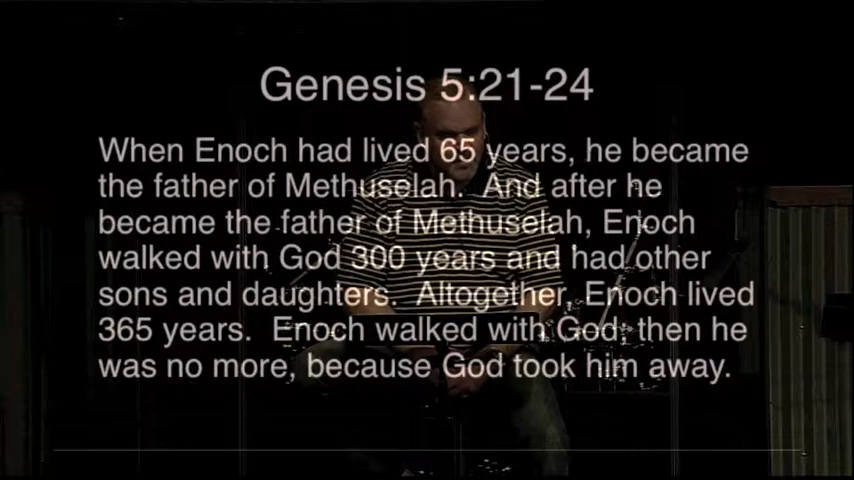 Genesis 5:21-24
When Enoch had lived 65 years, he became
the father of Methuselah. And after he
became the father of Methuselah, Enoch
walked with God 300 years and had other
sons and daughters. Altogether, Enoch lived
365 years. Enoch walked with God; then he
was no more, because God took him away.